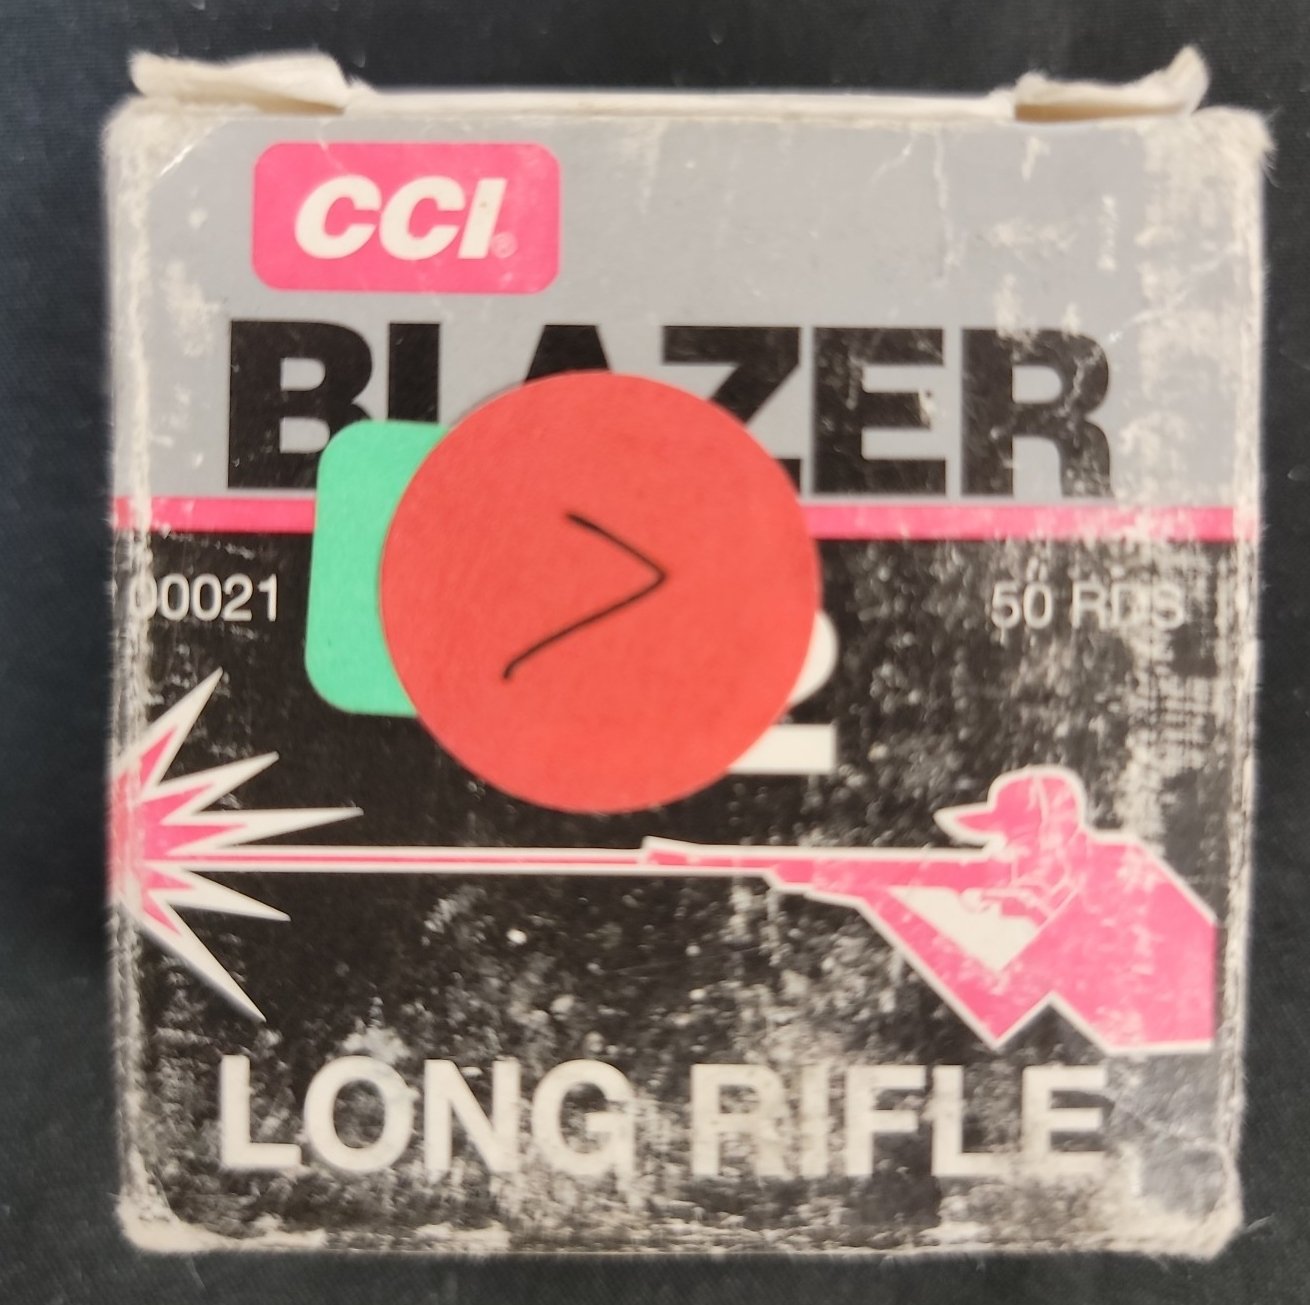 CCI®
BLAZER
00021
50 RDS
>
LONG RIFLE